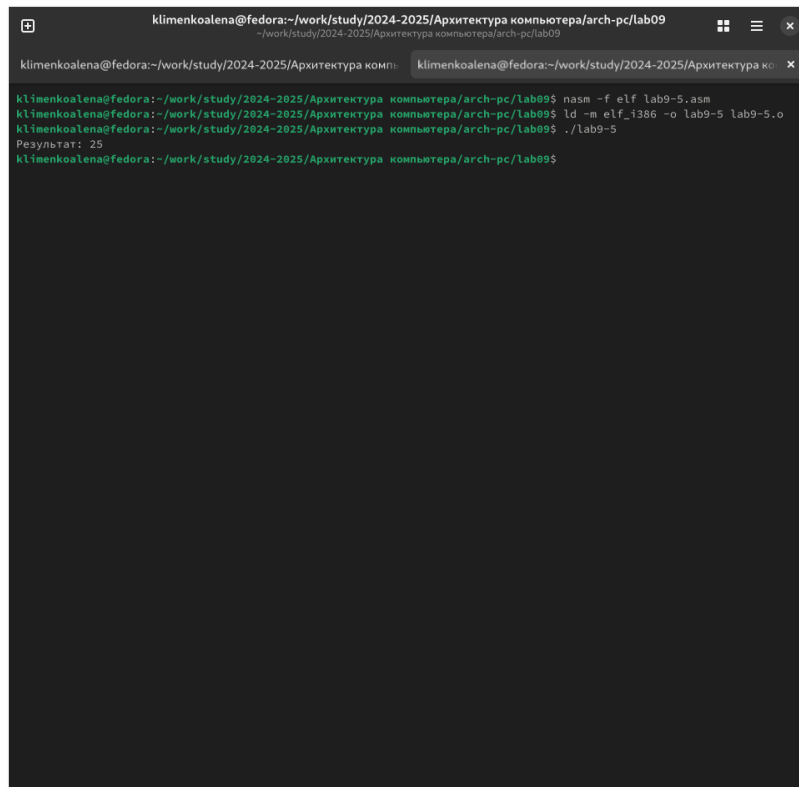 klimenkoalena@fedora:~/work/study/2024-2025/Архитектура компьютера/arch-pc/lab09
~/work/study/2024-2025/Архитектура компьютера/arch-pc/lab09
klimenkoalena@fedora:~/work/study/2024-2025/Архитектура комп
klimenkoalena@fedora:~/work/study/2024-2025/Архитектура ко
klimenkoalena@fedora:~/work/study/2024-2025/Архитектура компьютера/arch-pc/lab09$ nasm -f elf lab9-5.asm
klimenkoalena@fedora:~/work/study/2024-2025/Архитектура компьютера/arch-pc/lab09$ ld -m elf_i386 -o lab9-5 lab9-5.o
klimenkoalena@fedora:~/work/study/2024-2025/Архитектура компьютера/arch-pc/lab09$ ./lab9-5
Результат: 25
klimenkoalena@fedora:~/work/study/2024-2025/Архитектура компьютера/arch-pc/lab09$